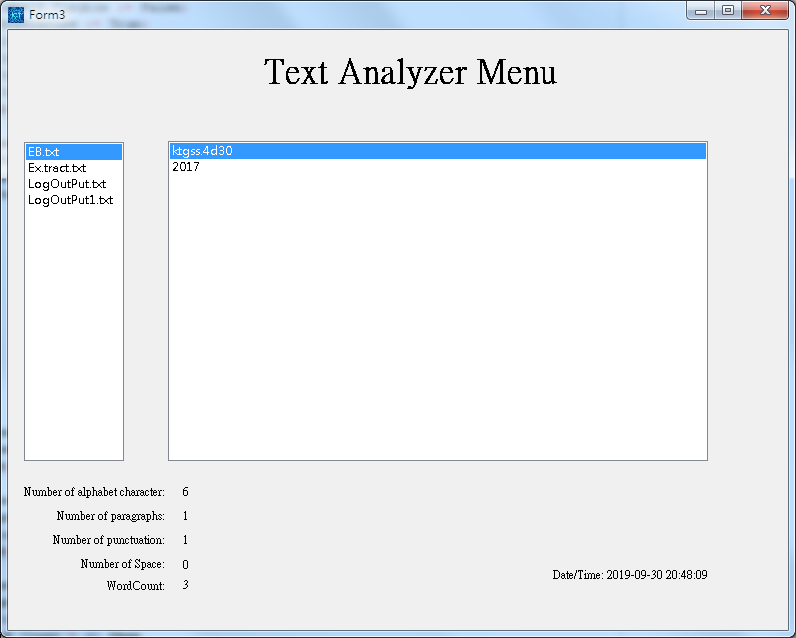 Form3
Text Analyzer Menu
EB.txt
Ex.tract.txt
LogOutPut.txt
LogOutPut1.txt
ktgss.4d30
2017
Number of alphabet character: 6
Number of paragraphs: 1
Number of punctuation: 1
Number of Space: 0
WordCount: 3
Date/Time: 2019-09-30 20:48:09